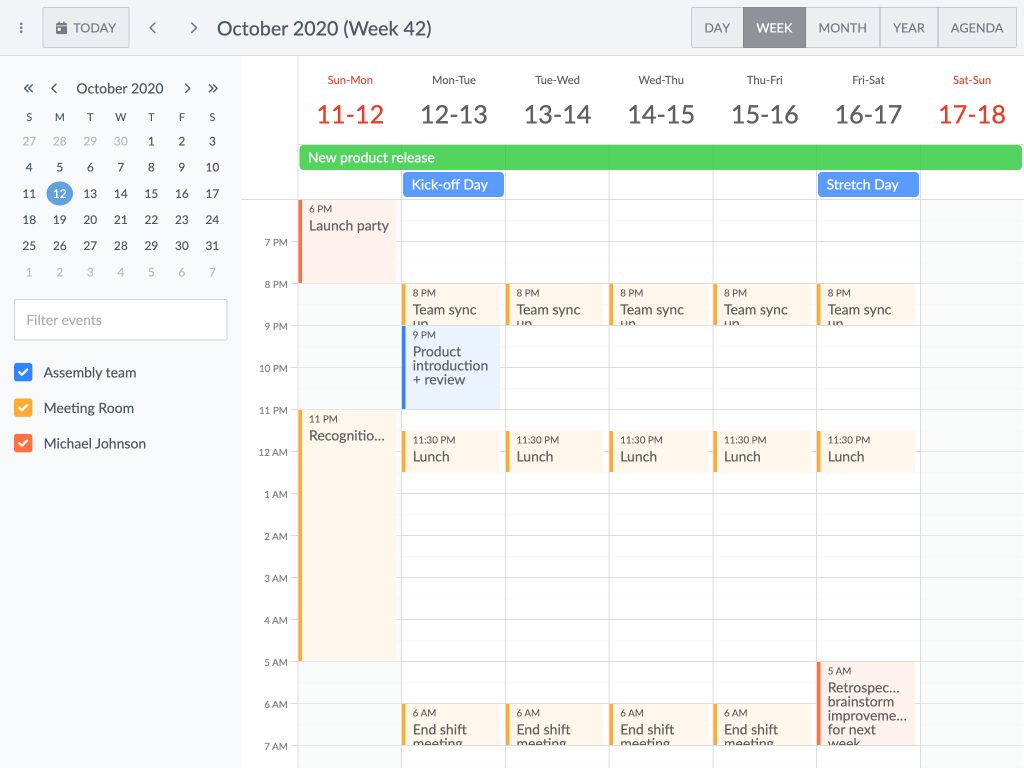 TODAY
October 2020 (Week 42)
DAY
WEEK
MONTH
YEAR
AGENDA
October 2020
S M T W T F S
27 28 29 30 1 2 3
4 5 6 7 8 9 10
11 12 13 14 15 16 17
18 19 20 21 22 23 24
25 26 27 28 29 30 31
1 2 3 4 5 6 7
Filter events
Assembly team
Meeting Room
Michael Johnson
Sun-Mon Mon-Tue Tue-Wed Wed-Thu Thu-Fri Fri-Sat Sat-Sun
11-12 12-13 13-14 14-15 15-16 16-17 17-18
New product release
Kick-off Day
Stretch Day
7 PM
8 PM
9 PM
10 PM
11 PM
12 AM
1 AM
2 AM
3 AM
4 AM
5 AM
6 AM
7 AM
6 PM
Launch party
11 PM
Recognitio...
8 PM
Team sync
up
9 PM
Product
introduction
+ review
11:30 PM
Lunch
6 AM
End shift
meeting
8 PM
Team sync
up
11:30 PM
Lunch
6 AM
End shift
meeting
8 PM
Team sync
up
11:30 PM
Lunch
6 AM
End shift
meeting
8 PM
Team sync
up
11:30 PM
Lunch
6 AM
End shift
meeting
8 PM
Team sync
up
11:30 PM
Lunch
5 AM
Retrospec...
brainstorm
improveme...
for next
week